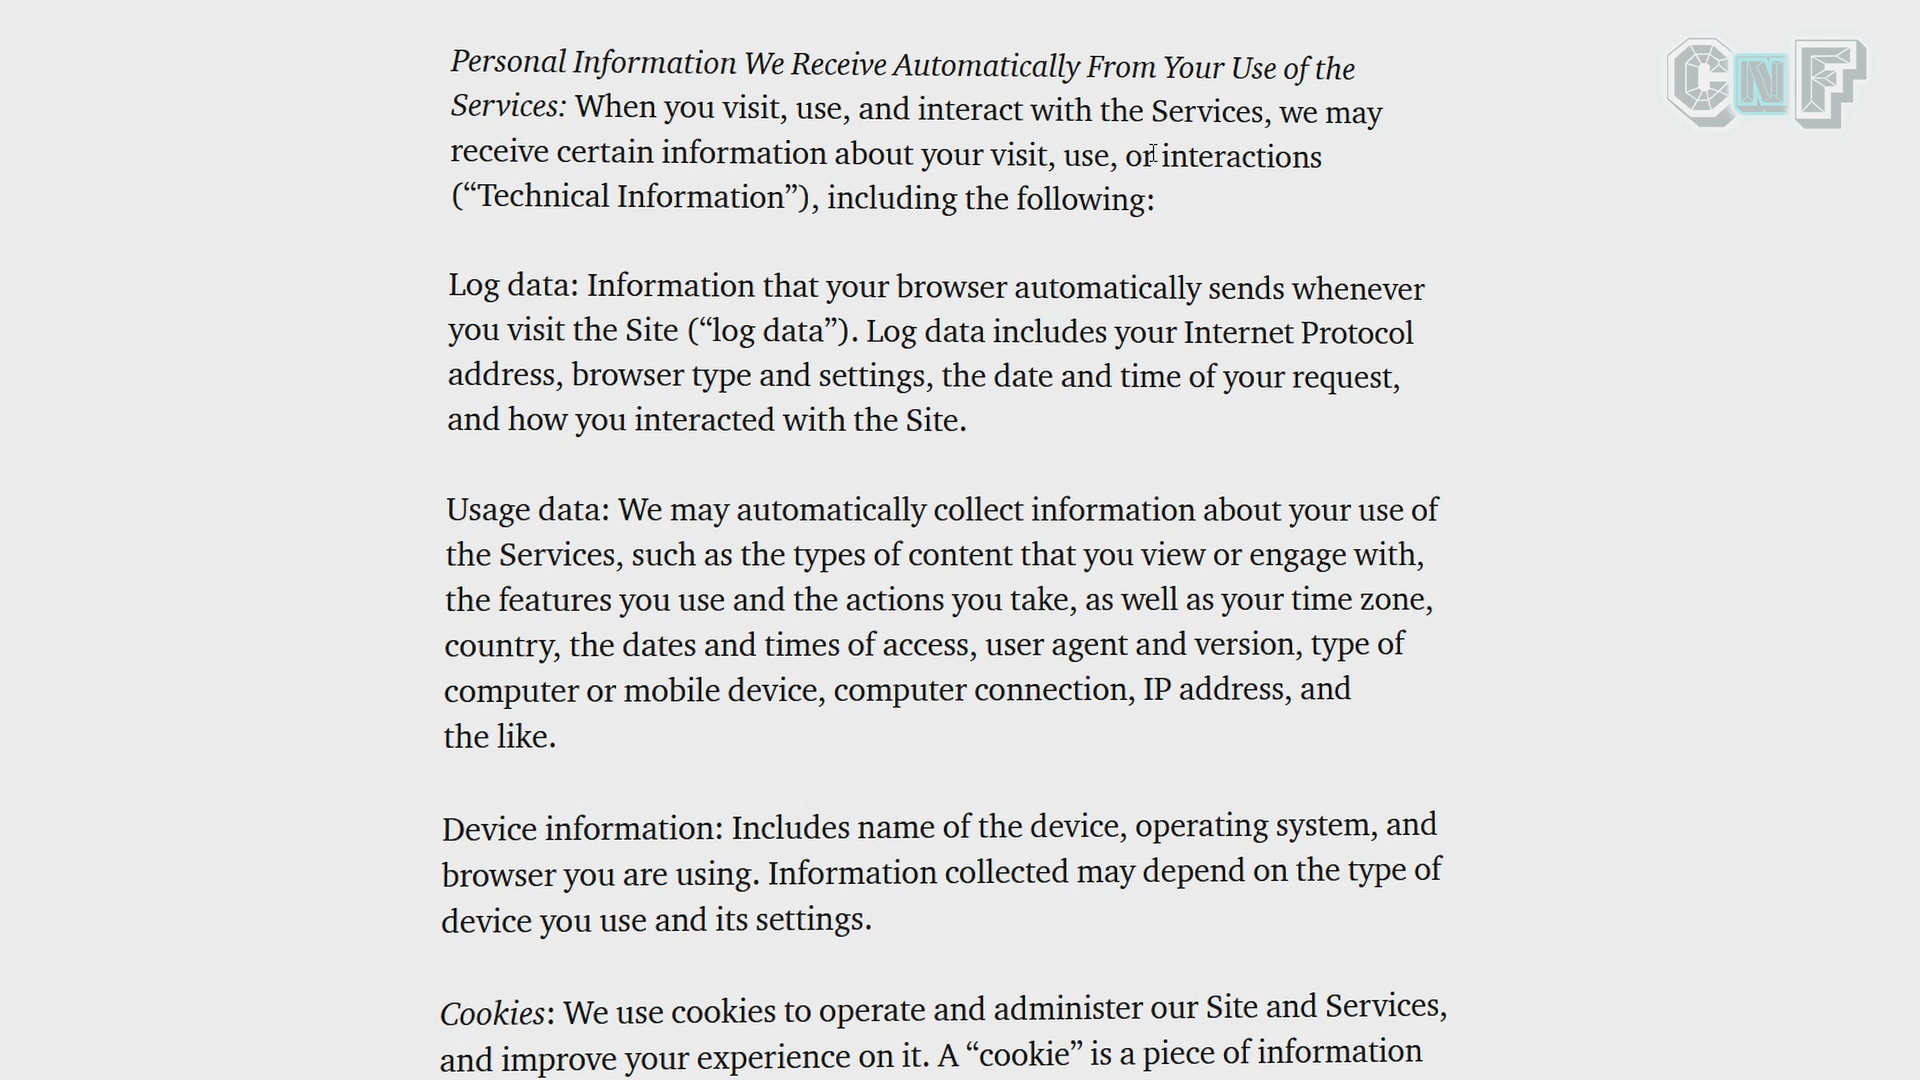 Personal Information We Receive Automatically From Your Use of the
Services: When you visit, use, and interact with the Services, we may
receive certain information about your visit, use, or interactions
(“Technical Information”), including the following:
Log data: Information that your browser automatically sends whenever
you visit the Site (“log data”). Log data includes your Internet Protocol
address, browser type and settings, the date and time of your request,
and how you interacted with the Site.
Usage data: We may automatically collect information about your use of
the Services, such as the types of content that you view or engage with,
the features you use and the actions you take, as well as your time zone,
country, the dates and times of access, user agent and version, type of
computer or mobile device, computer connection, IP address, and
the like.
Device information: Includes name of the device, operating system, and
browser you are using. Information collected may depend on the type of
device you use and its settings.
Cookies: We use cookies to operate and administer our Site and Services,
and improve your experience on it. A “cookie” is a piece of information
CNF